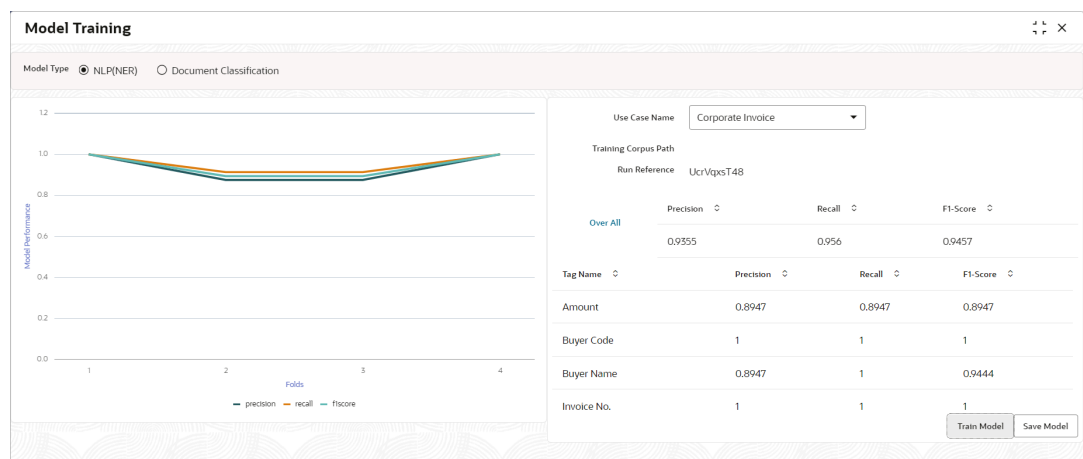 Model Training
Model Type NLP(NER) Document Classification
1.2
1.0
0.8
0.6
0.4
0.2
0.0
Model Performance
1 2 3 4
Folds
precision recall f1score
Use Case Name Corporate Invoice
Training Corpus Path
Run Reference UcrVqxsT48
Over All
Precision Recall F1-Score
0.9355 0.956 0.9457
Tag Name Precision Recall F1-Score
Amount 0.8947 0.8947 0.8947
Buyer Code 1 1 1
Buyer Name 0.8947 1 0.9444
Invoice No. 1 1 1
Train Model Save Model